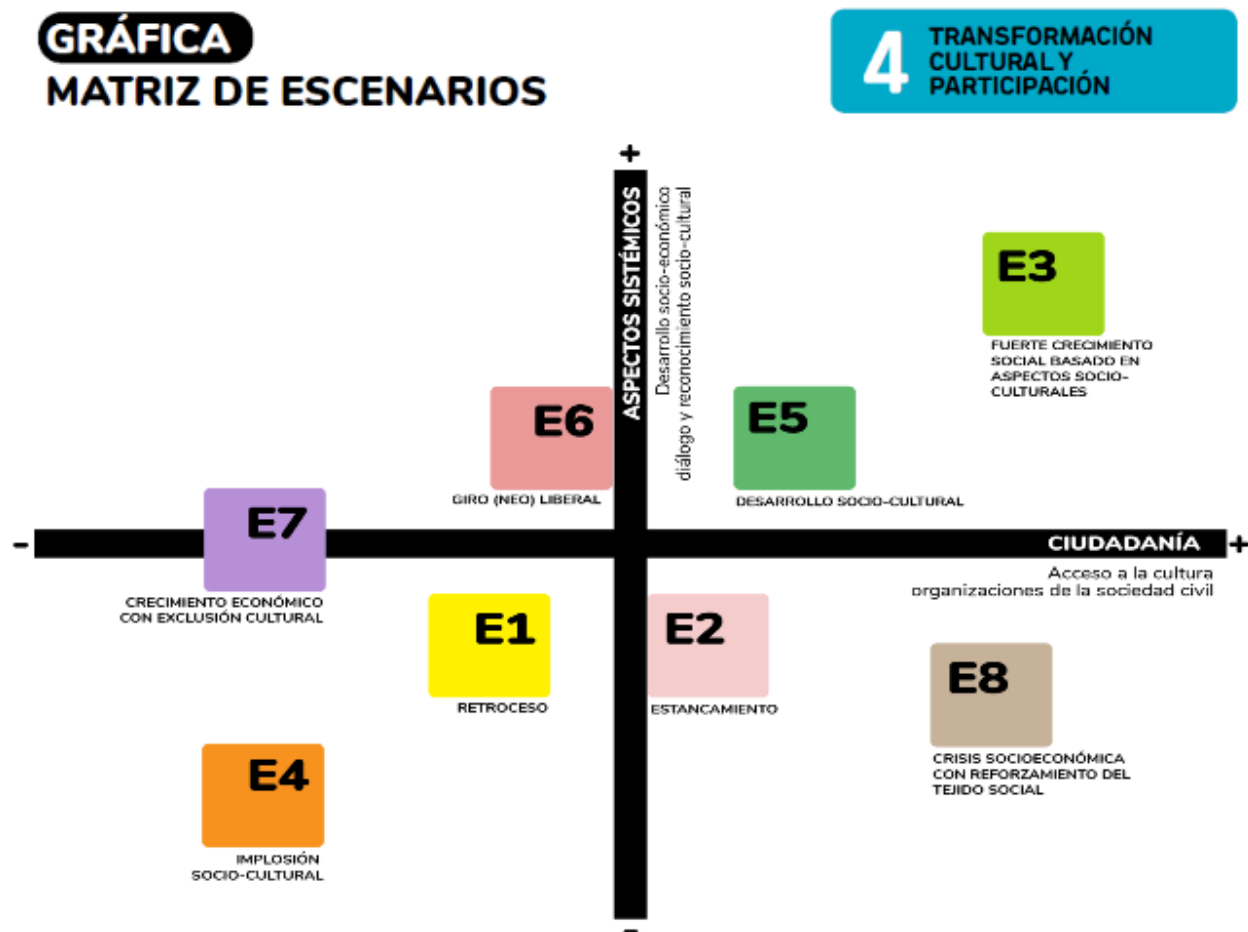 GRÁFICA
MATRIZ DE ESCENARIOS
4
TRANSFORMACIÓN
CULTURAL Y
PARTICIPACIÓN
+
ASPECTOS SISTÉMICOS
Desarrollo socio-económico
diálogo y reconocimiento socio-cultural
E3
FUERTE CRECIMIENTO
SOCIAL BASADO EN
ASPECTOS SOCIO-
CULTURALES
E6
GIRO (NEO) LIBERAL
E5
DESARROLLO SOCIO-CULTURAL
-
E7
CRECIMIENTO ECONÓMICO
CON EXCLUSIÓN CULTURAL
CIUDADANÍA
+
Acceso a la cultura
organizaciones de la sociedad civil
E1
RETROCESO
E2
ESTANCAMIENTO
E8
CRISIS SOCIOECONÓMICA
CON REFORZAMIENTO DEL
TEJIDO SOCIAL
E4
IMPLOSIÓN
SOCIO-CULTURAL
-